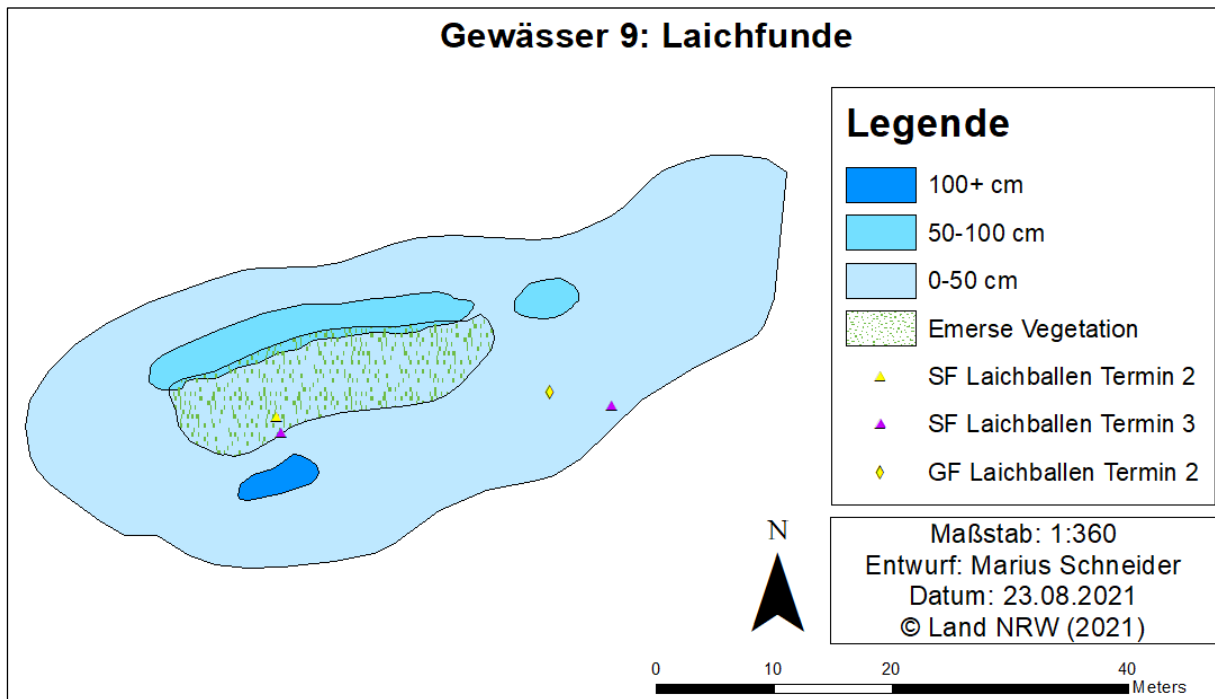 Gewässer 9: Laichfunde
Legende
100+ cm
50-100 cm
0-50 cm
Emerse Vegetation
SF Laichballen Termin 2
SF Laichballen Termin 3
GF Laichballen Termin 2
N
Maßstab: 1:360
Entwurf: Marius Schneider
Datum: 23.08.2021
© Land NRW (2021)
0 10 20 40
Meters